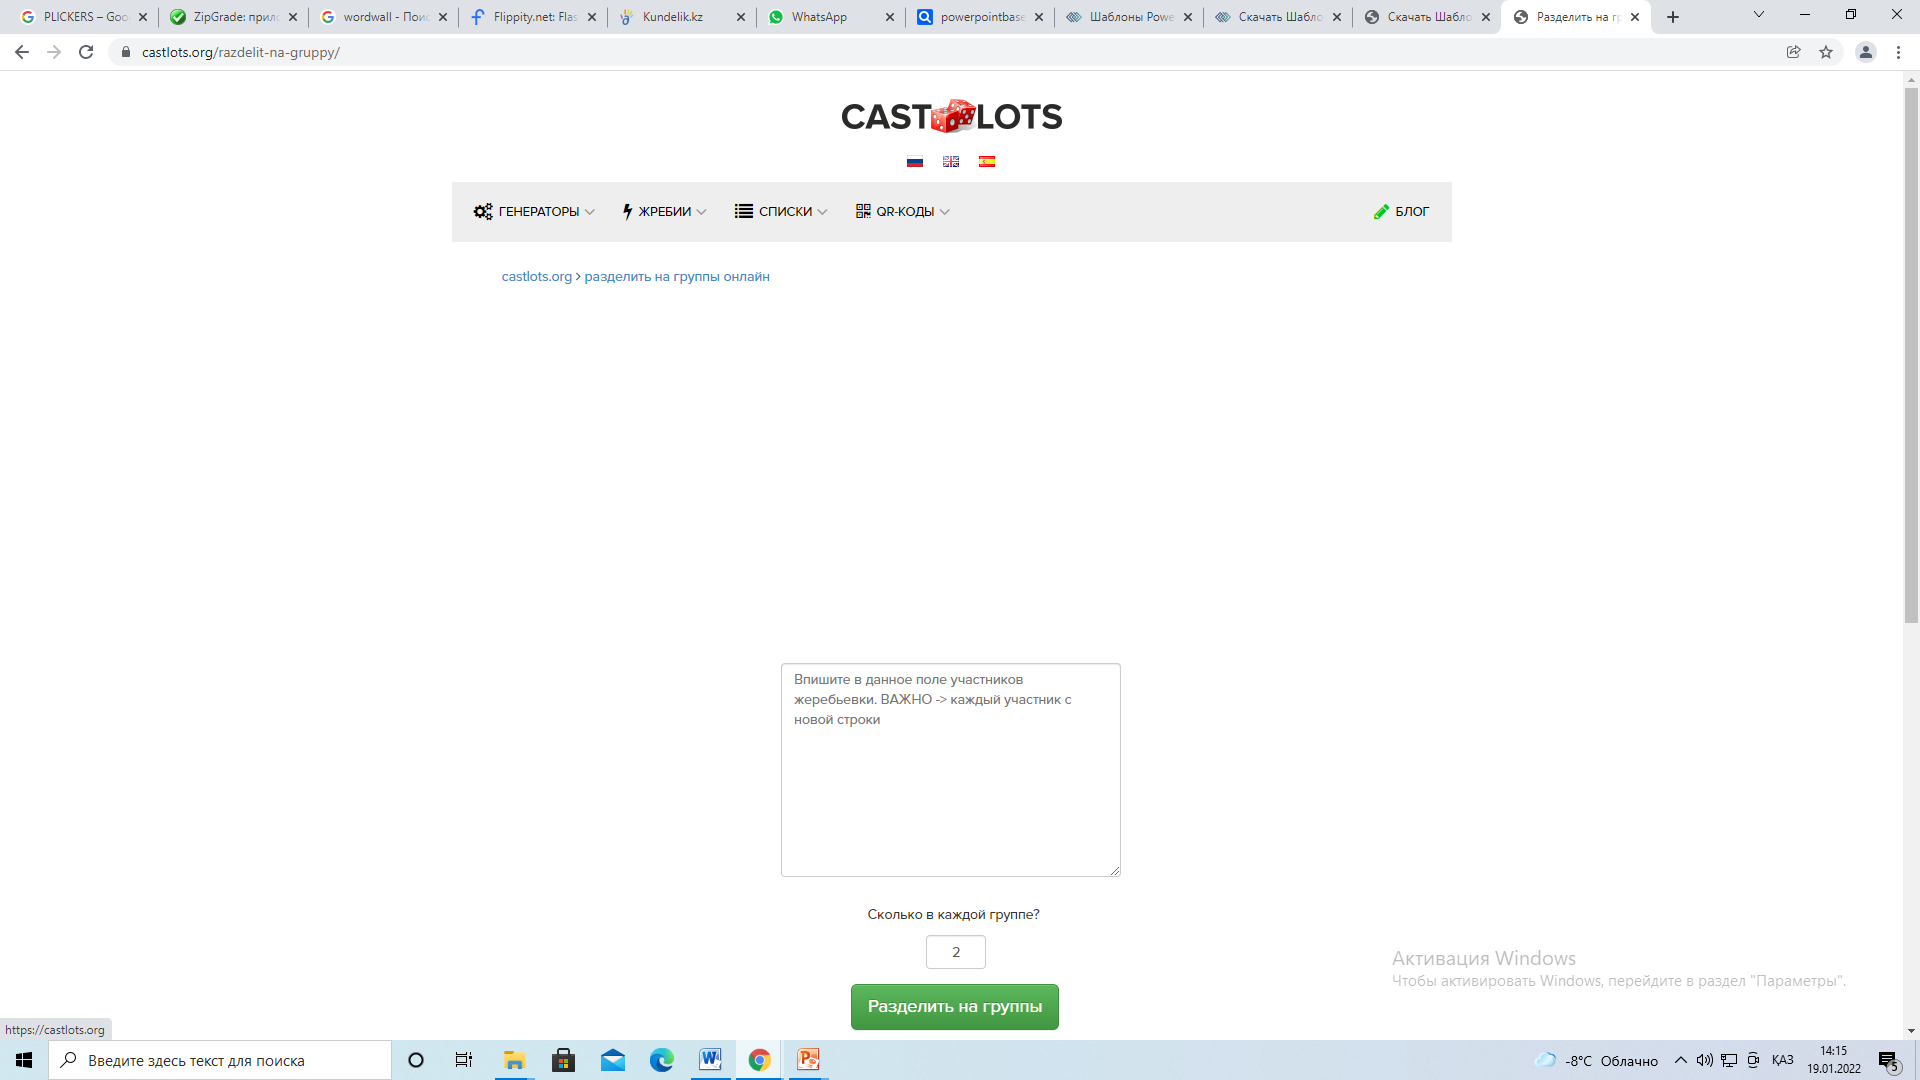 PLICKERS – Goo
ZipGrade: прил
wordwall - Пои
Flippity.net: Flas
Kundelik.kz
WhatsApp
powerpointbase
Шаблоны Powe
Скачать Шабло
Скачать Шабло
Разделить на гр
castlots.org/razdelit-na-gruppy/
CAST LOTS
ГЕНЕРАТОРЫ
ЖРЕБИИ
СПИСКИ
QR-КОДЫ
БЛОГ
castlots.org > разделить на группы онлайн
Впишите в данное поле участников
жеребьевки. ВАЖНО -> каждый участник с
новой строки
Сколько в каждой группе?
2
Разделить на группы
Активация Windows
Чтобы активировать Windows, перейдите в раздел "Параметры".
https://castlots.org
Введите здесь текст для поиска
-8°C Облачно
ҚАЗ
14:15
19.01.2022
5